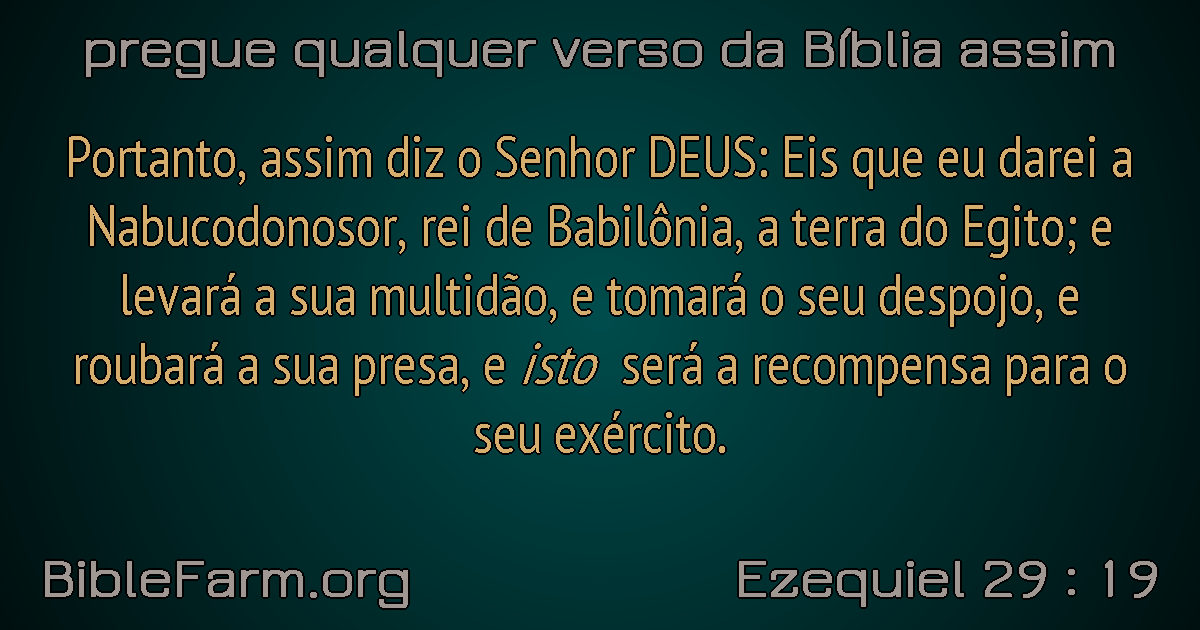 pregue qualquer verso da Bíblia assim
Portanto, assim diz o Senhor DEUS: Eis que eu darei a
Nabucodonosor, rei de Babilônia, a terra do Egito; e
levará a sua multidão, e tomará o seu despojo, e
roubará a sua presa, e isto será a recompensa para o
seu exército.
BibleFarm.org
Ezequiel 29 : 19